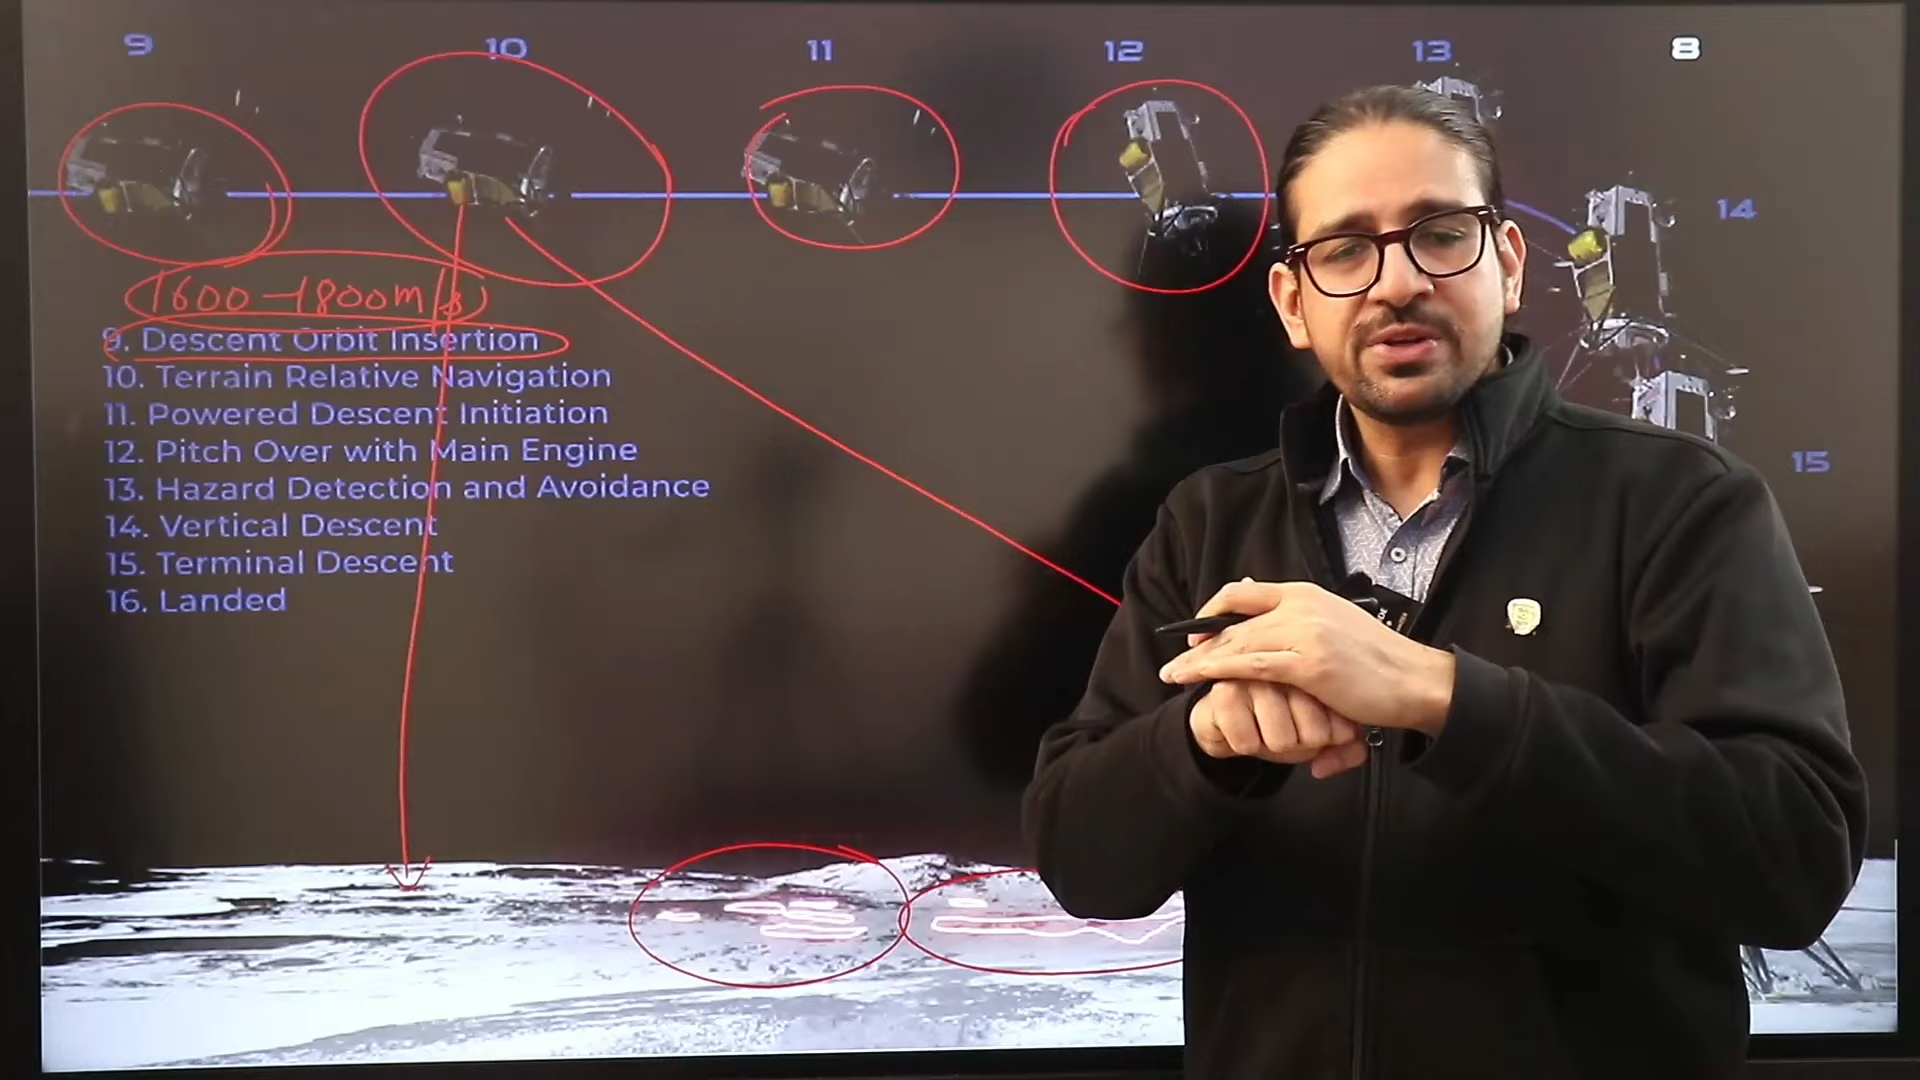 9
10
11
12
13
8
14
15
1600-1800m/s
9. Descent Orbit Insertion
10. Terrain Relative Navigation
11. Powered Descent Initiation
12. Pitch Over with Main Engine
13. Hazard Detection and Avoidance
14. Vertical Descent
15. Terminal Descent
16. Landed